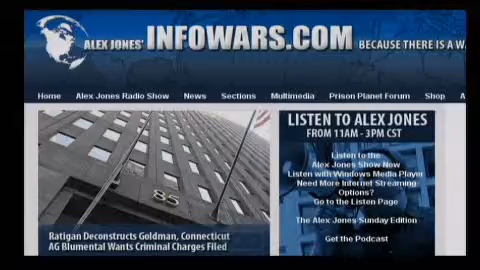 ALEX JONES' INFOWARS.COM BECAUSE THERE IS A WA
Home Alex Jones Radio Show News Sections Multimedia Prison Planet Forum Shop A
85
Ratigan Deconstructs Goldman, Connecticut
AG Blumental Wants Criminal Charges Filed
LISTEN TO ALEX JONES
FROM 11AM - 3PM CST
Listen to the
Alex Jones Show Now
Listen with Windows Media Player
Need More Internet Streaming
Options?
Go to the Listen Page
The Alex Jones Sunday Edition
Get the Podcast